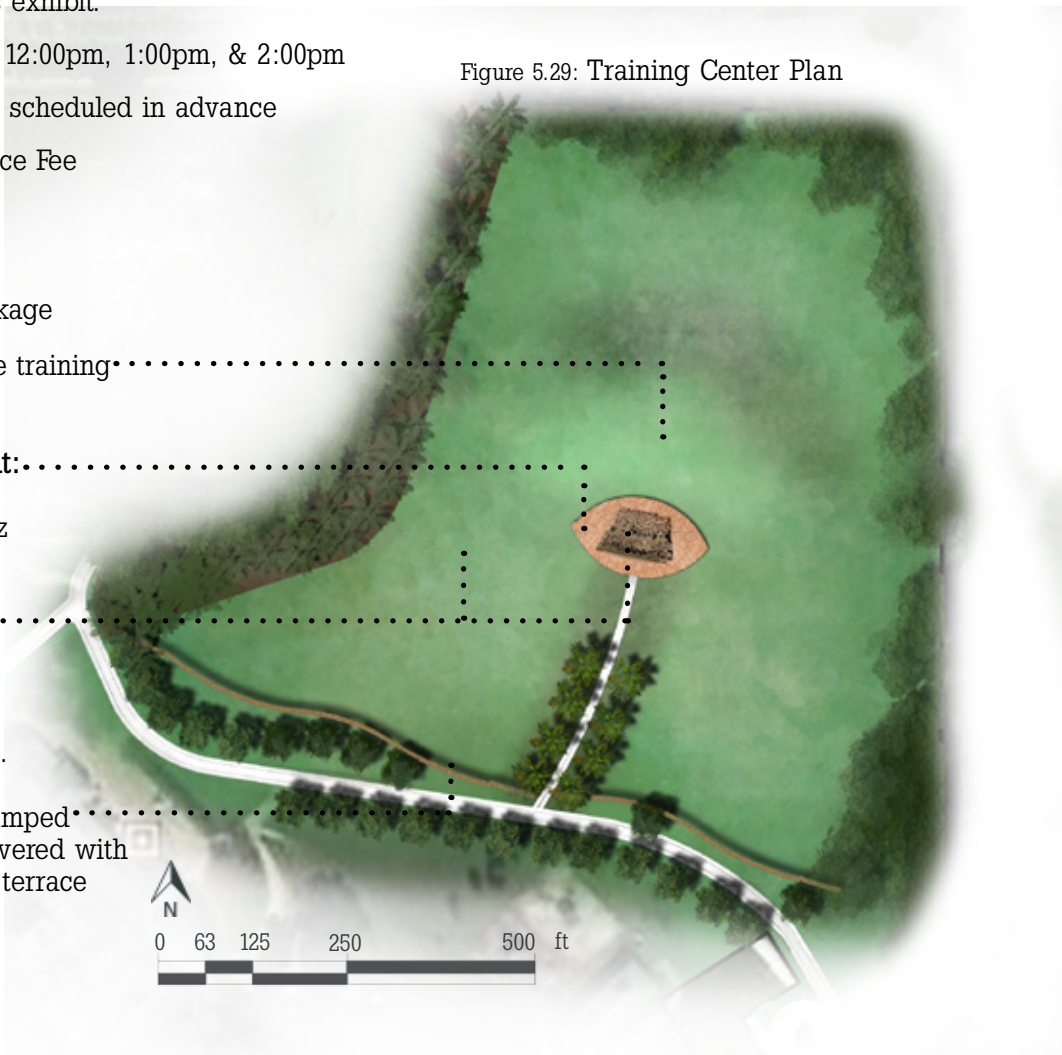 exhibit.
12:00pm, 1:00pm, & 2:00pm
Figure 5.29: Training Center Plan
scheduled in advance
ce Fee
kage
e training
t:
z
.
mped
vered with
terrace
N
0 63 125 250 500 ft